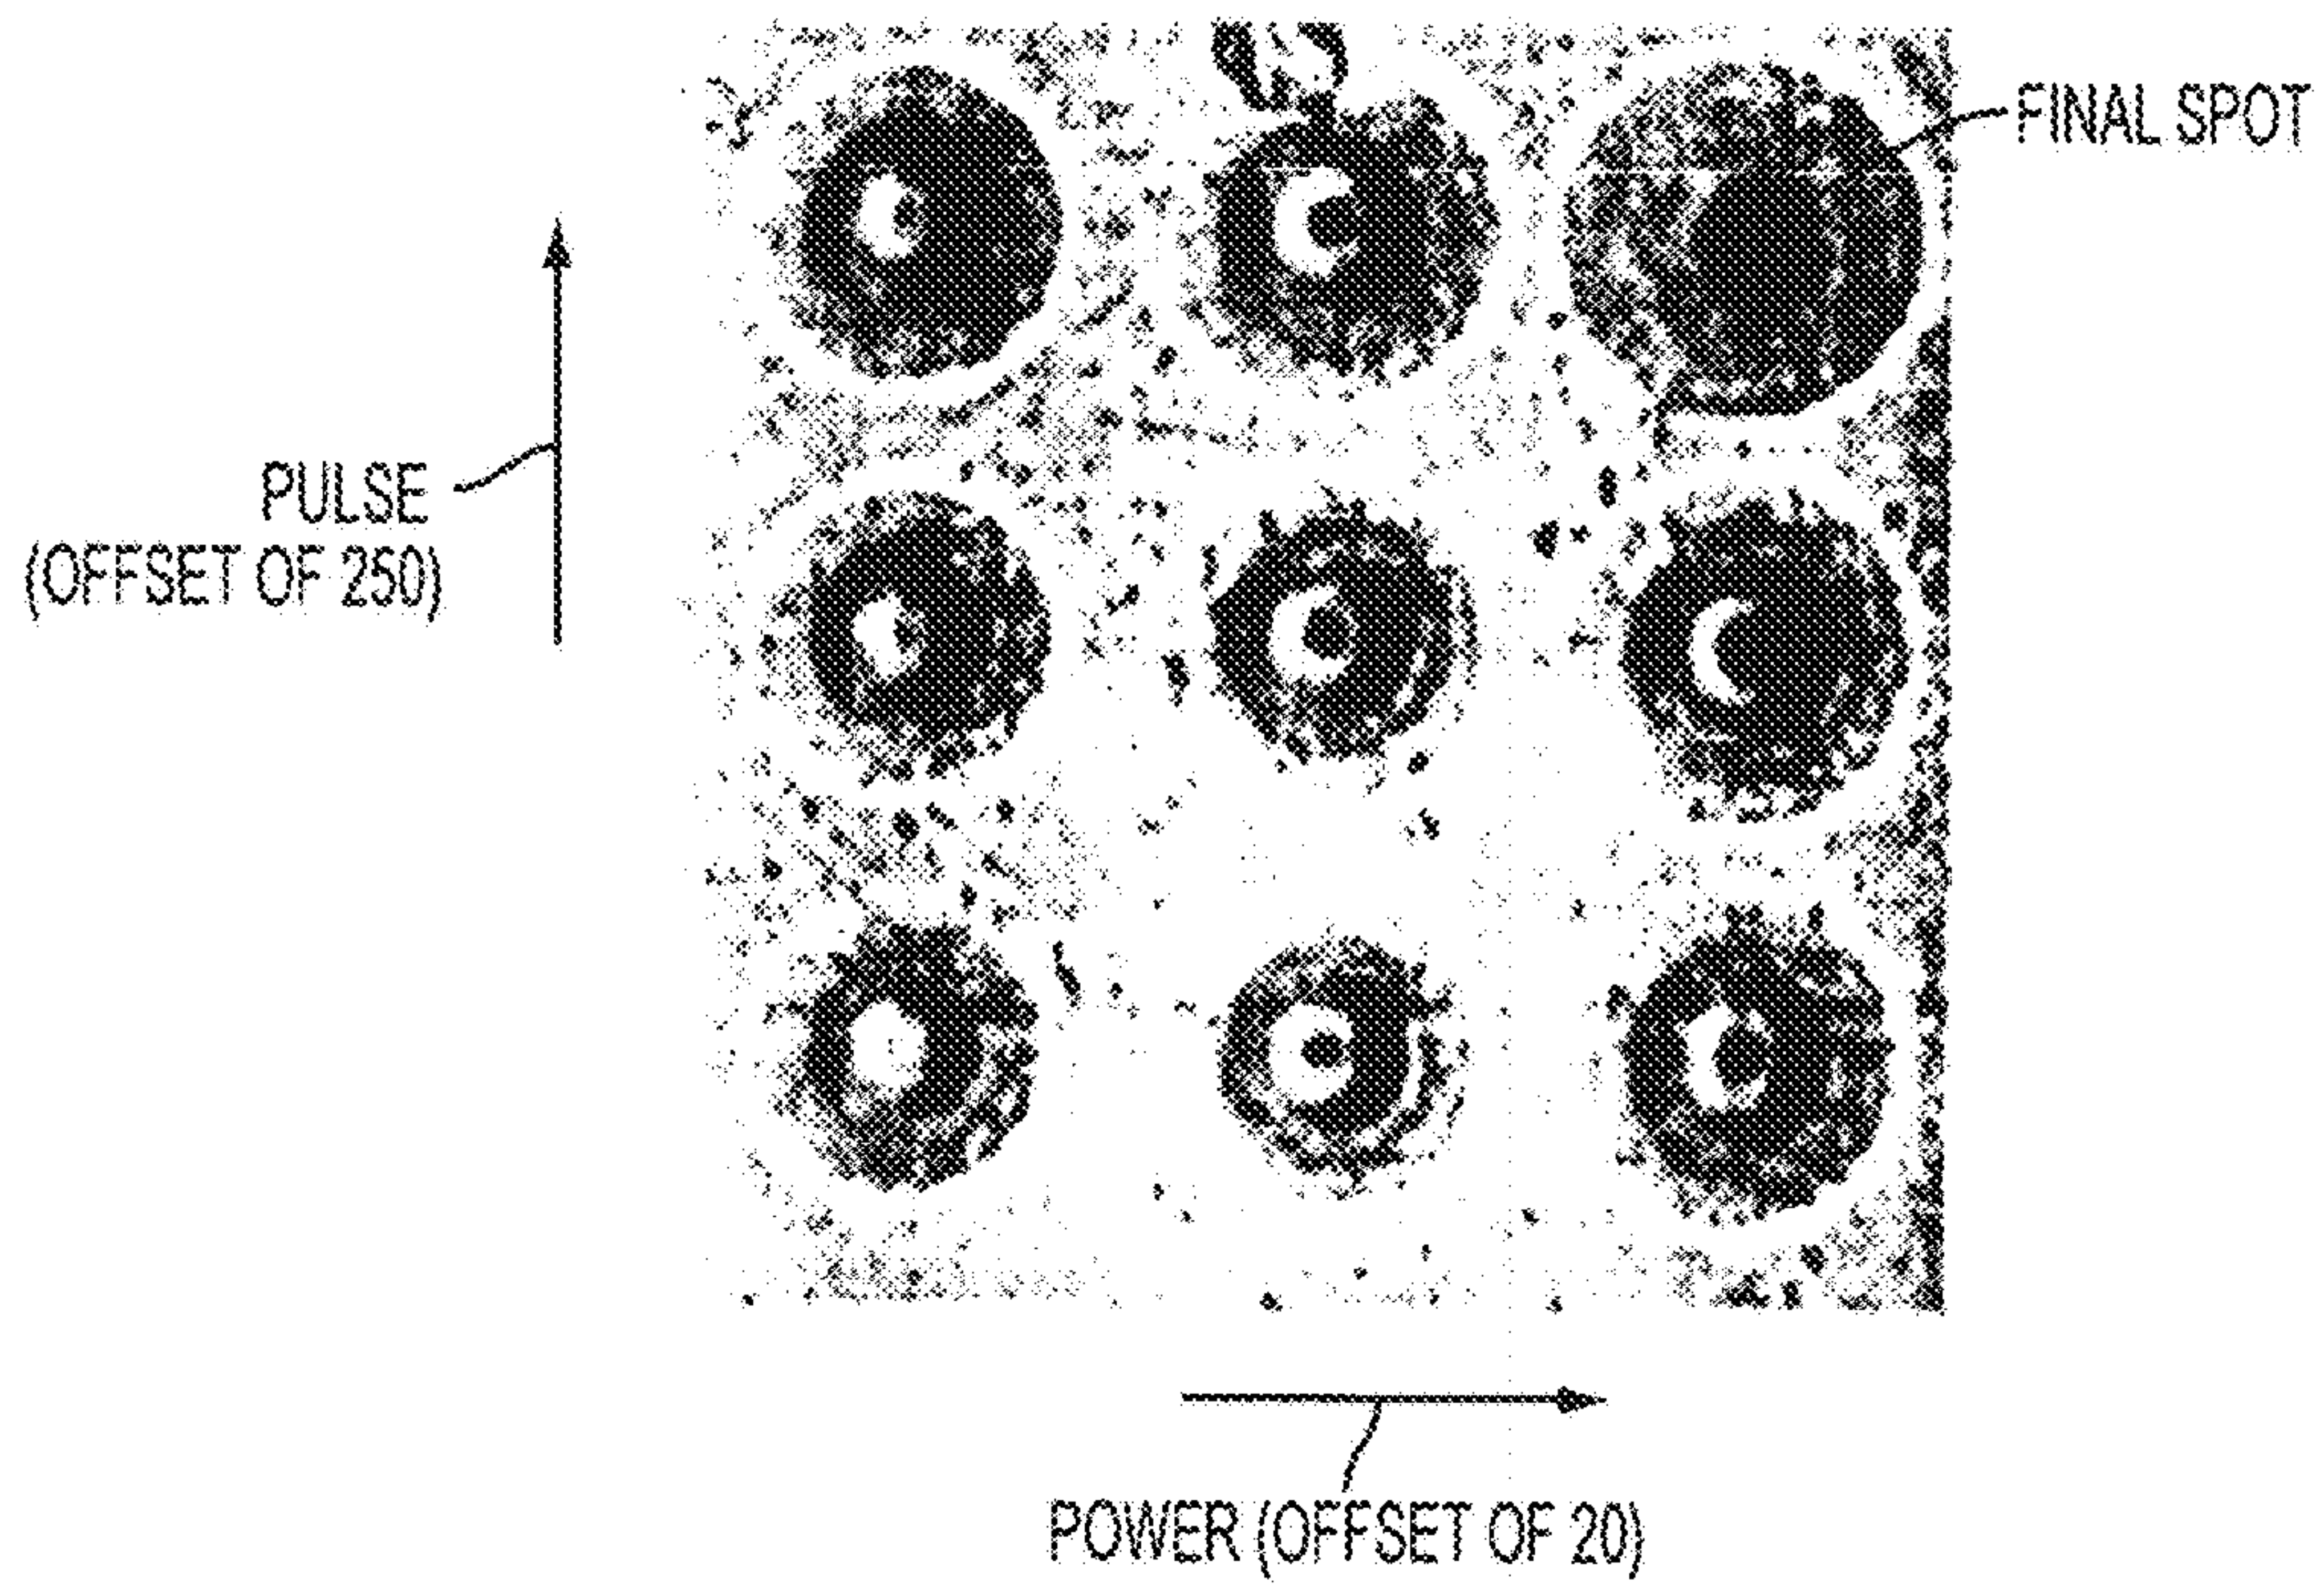 FINAL SPOT
PULSE
(OFFSET OF 250)
POWER (OFFSET OF 20)